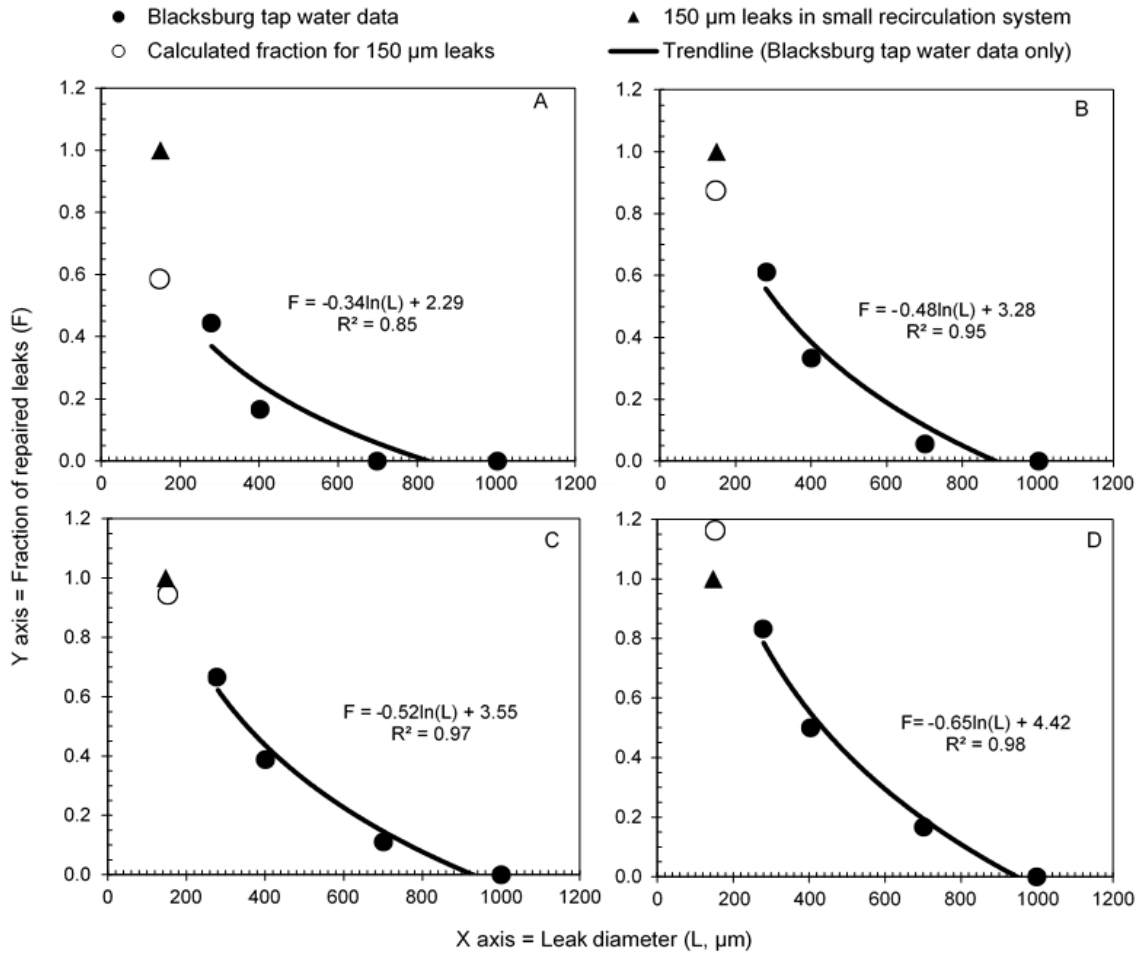 Blacksburg tap water data
150 µm leaks in small recirculation system
Calculated fraction for 150 µm leaks
Trendline (Blacksburg tap water data only)
Y axis = Fraction of repaired leaks (F)
A
1.2
1.0
0.8
0.6
0.4
0.2
0.0
F = -0.34ln(L) + 2.29
R² = 0.85
0 200 400 600 800 1000 1200
B
1.2
1.0
0.8
0.6
0.4
0.2
0.0
F = -0.48ln(L) + 3.28
R² = 0.95
0 200 400 600 800 1000 1200
C
1.2
1.0
0.8
0.6
0.4
0.2
0.0
F = -0.52ln(L) + 3.55
R² = 0.97
0 200 400 600 800 1000 1200
D
1.2
1.0
0.8
0.6
0.4
0.2
0.0
F= -0.65ln(L) + 4.42
R² = 0.98
0 200 400 600 800 1000 1200
X axis = Leak diameter (L, µm)